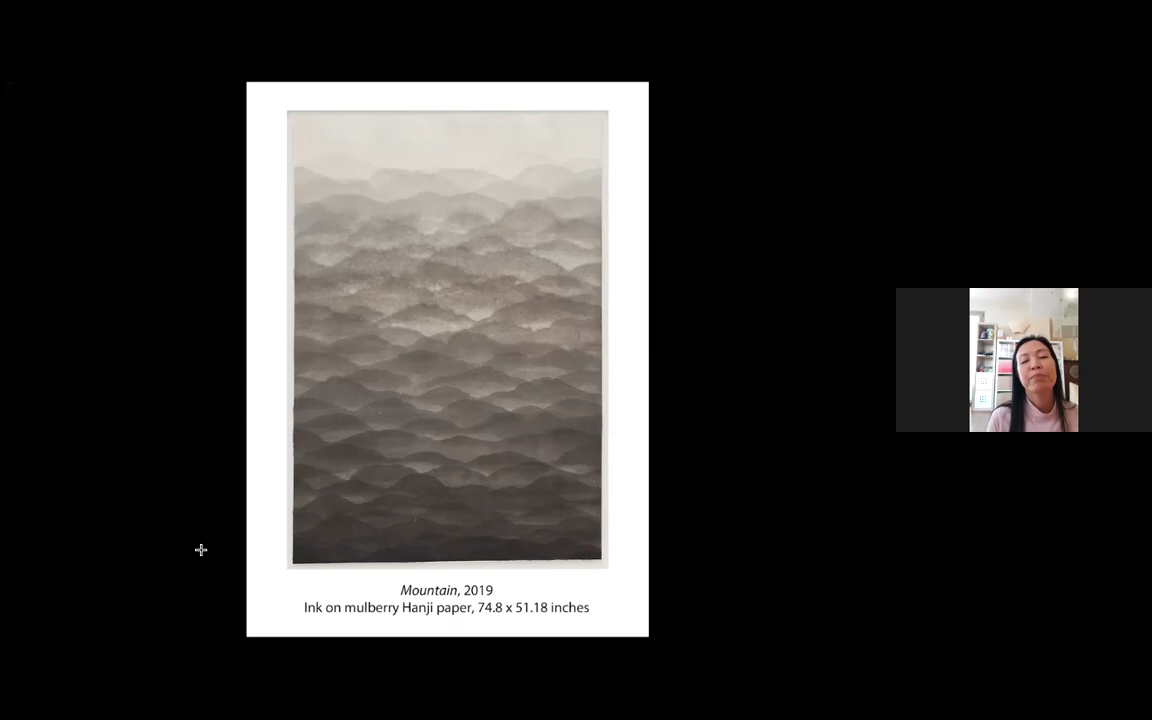 Mountain, 2019
Ink on mulberry Hanji paper, 74.8 x 51.18 inches